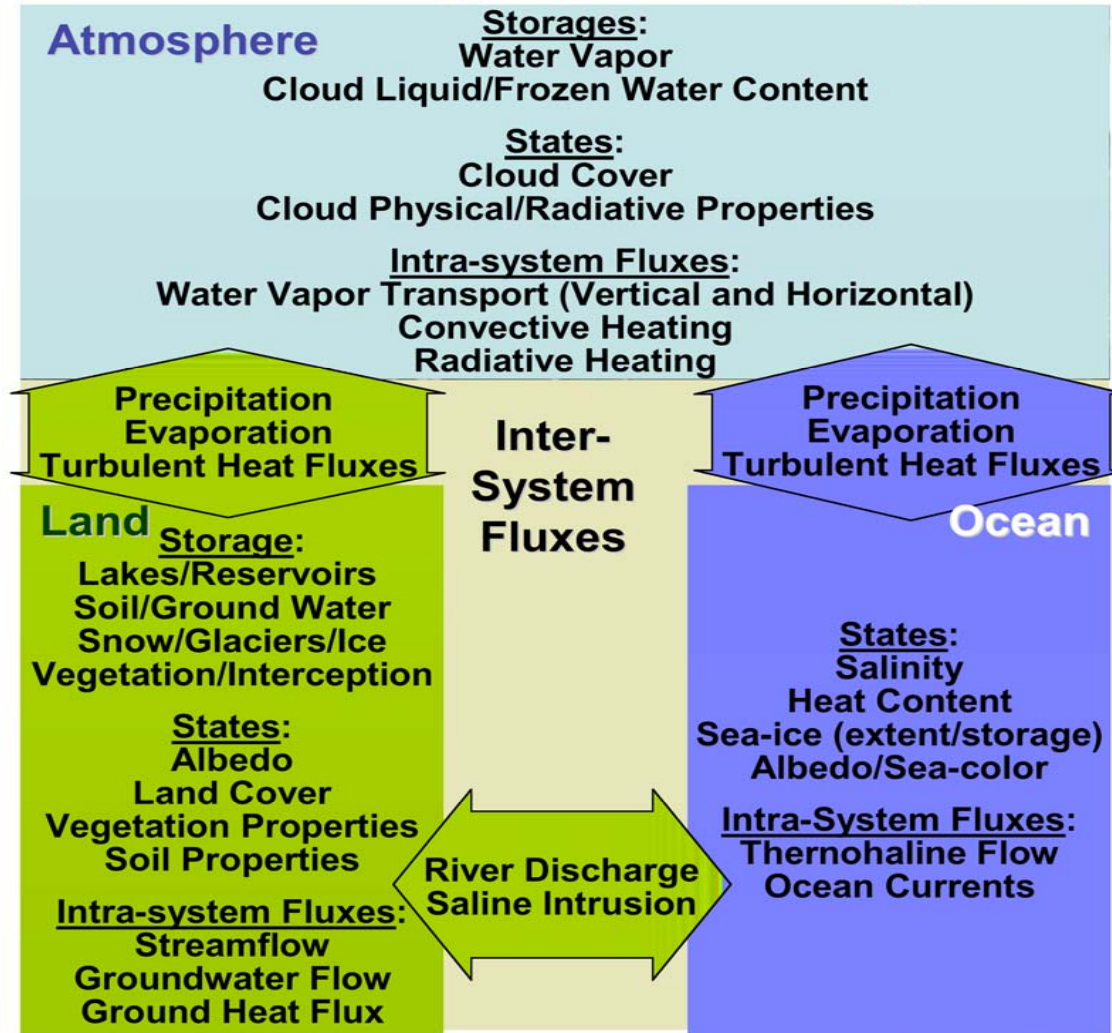 Atmosphere
Storages:
Water Vapor
Cloud Liquid/Frozen Water Content
States:
Cloud Cover
Cloud Physical/Radiative Properties
Intra-system Fluxes:
Water Vapor Transport (Vertical and Horizontal)
Convective Heating
Radiative Heating
Precipitation
Evaporation
Turbulent Heat Fluxes
Inter-
System
Fluxes
Precipitation
Evaporation
Turbulent Heat Fluxes
Land
Storage:
Lakes/Reservoirs
Soil/Ground Water
Snow/Glaciers/Ice
Vegetation/Interception
States:
Albedo
Land Cover
Vegetation Properties
Soil Properties
Intra-system Fluxes:
Streamflow
Groundwater Flow
Ground Heat Flux
River Discharge
Saline Intrusion
Ocean
States:
Salinity
Heat Content
Sea-ice (extent/storage)
Albedo/Sea-color
Intra-System Fluxes:
Thernohaline Flow
Ocean Currents